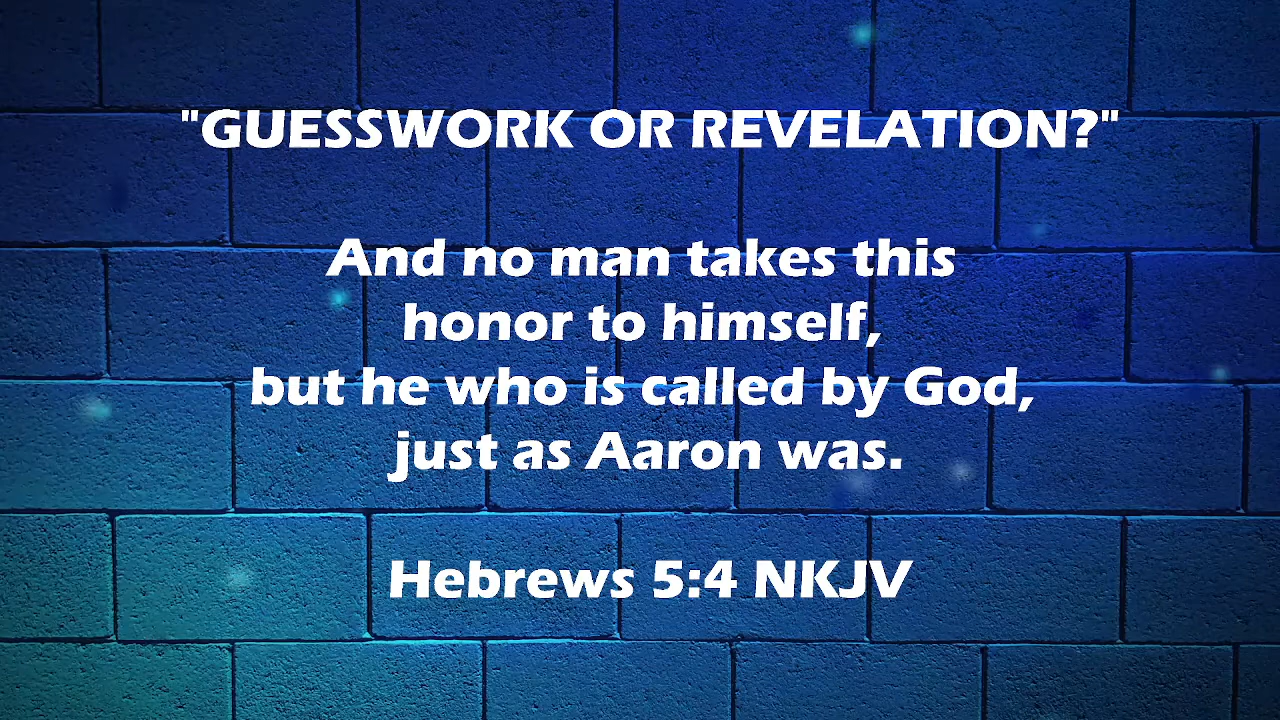 "GUESSWORK OR REVELATION?"
And no man takes this
honor to himself,
but he who is called by God,
just as Aaron was.
Hebrews 5:4 NKJV